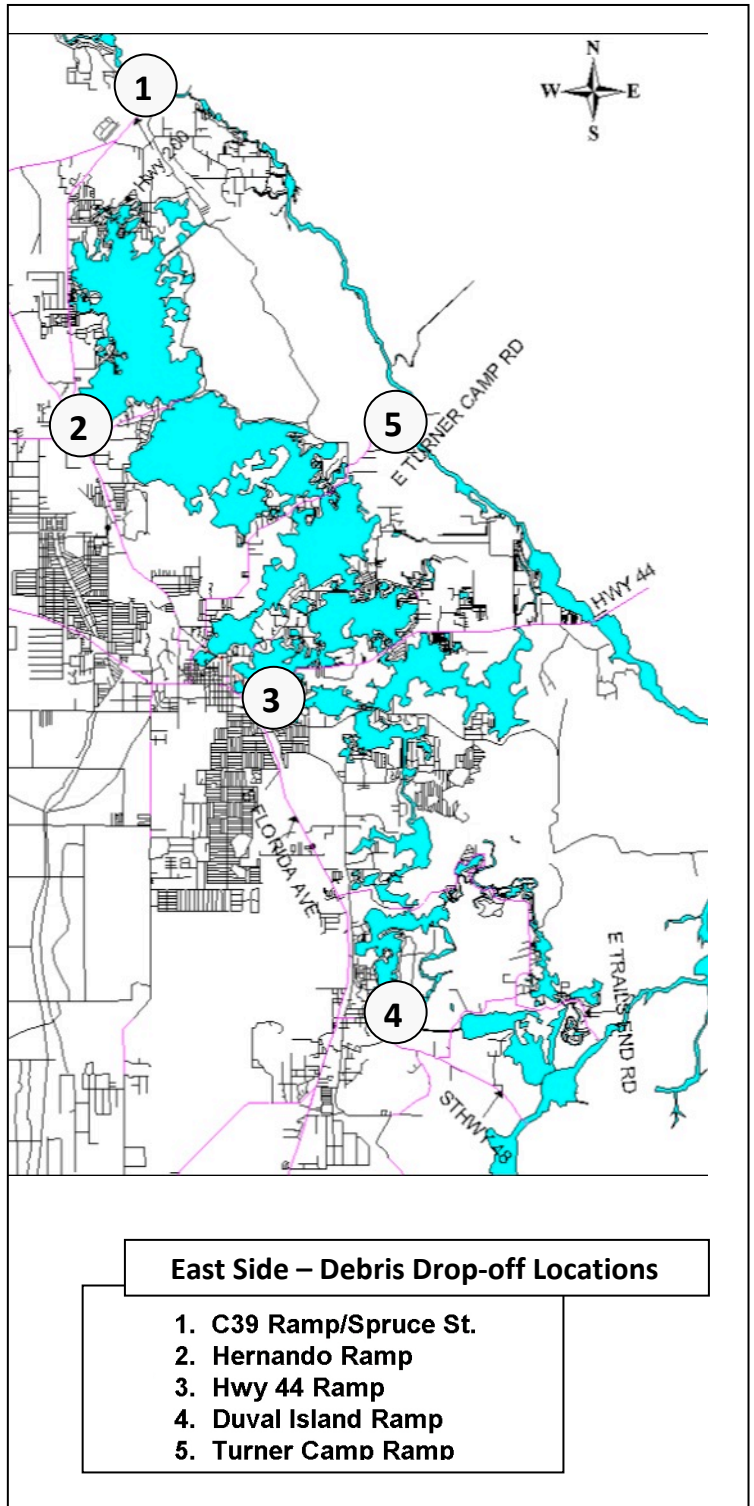 1
N
W E
S
Hwy 200
E TURNER CAMP RD
5
2
HWY 44
3
FLORIDA AVE
E TRAILS END RD
4
STHWY 48
East Side – Debris Drop-off Locations
1. C39 Ramp/Spruce St.
2. Hernando Ramp
3. Hwy 44 Ramp
4. Duval Island Ramp
5. Turner Camp Ramp